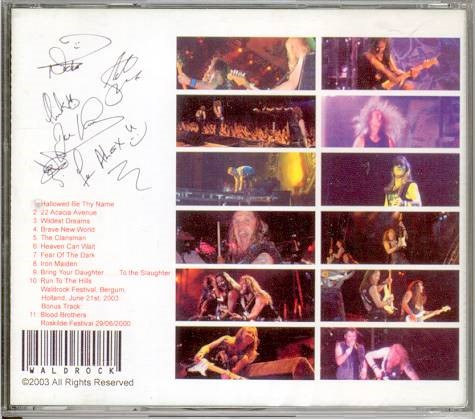 1 Hallowed Be Thy Name
2 22 Acacia Avenue
3 Wildest Dreams
4 Brave New World
5 The Clansman
6 Heaven Can Wait
7 Fear Of The Dark
8 Iron Maiden
9 Bring Your Daughter ..... To the Slaughter
10 Run To The Hills
Waldrock Festival, Bergum
Holland, June 21st, 2003
Bonus Track
11 Blood Brothers
Roskilde Festival 29/06/2000
WALDROCK
©2003 All Rights Reserved